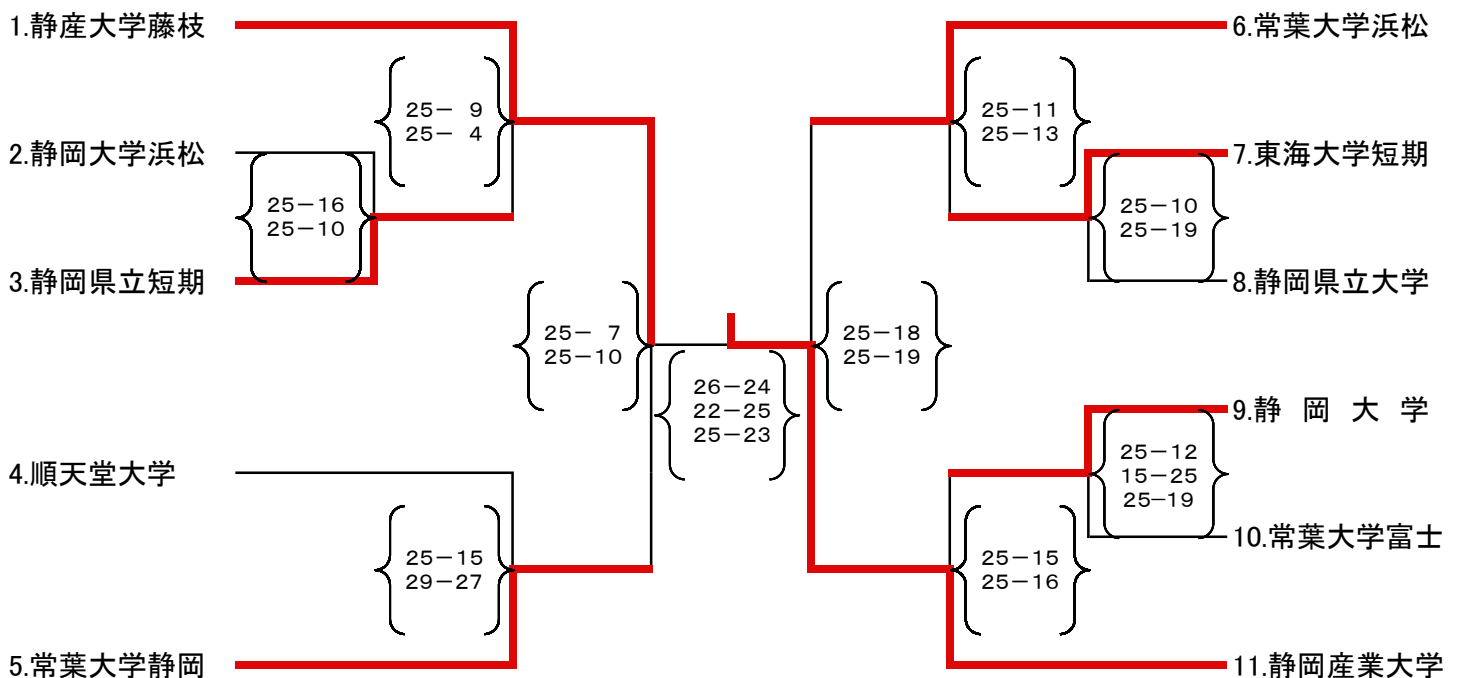 1.静産大学藤枝
2.静岡大学浜松
3.静岡県立短期
4.順天堂大学
5.常葉大学静岡
25－ 9
25－ 4
25－16
25－10
25－ 7
25－10
25－15
29－27
26－24
22－25
25－23
25－18
25－19
25－11
25－13
25－10
25－19
25－12
15－25
25－19
25－15
25－16
6.常葉大学浜松
7.東海大学短期
8.静岡県立大学
9.静 岡 大 学
10.常葉大学富士
11.静岡産業大学